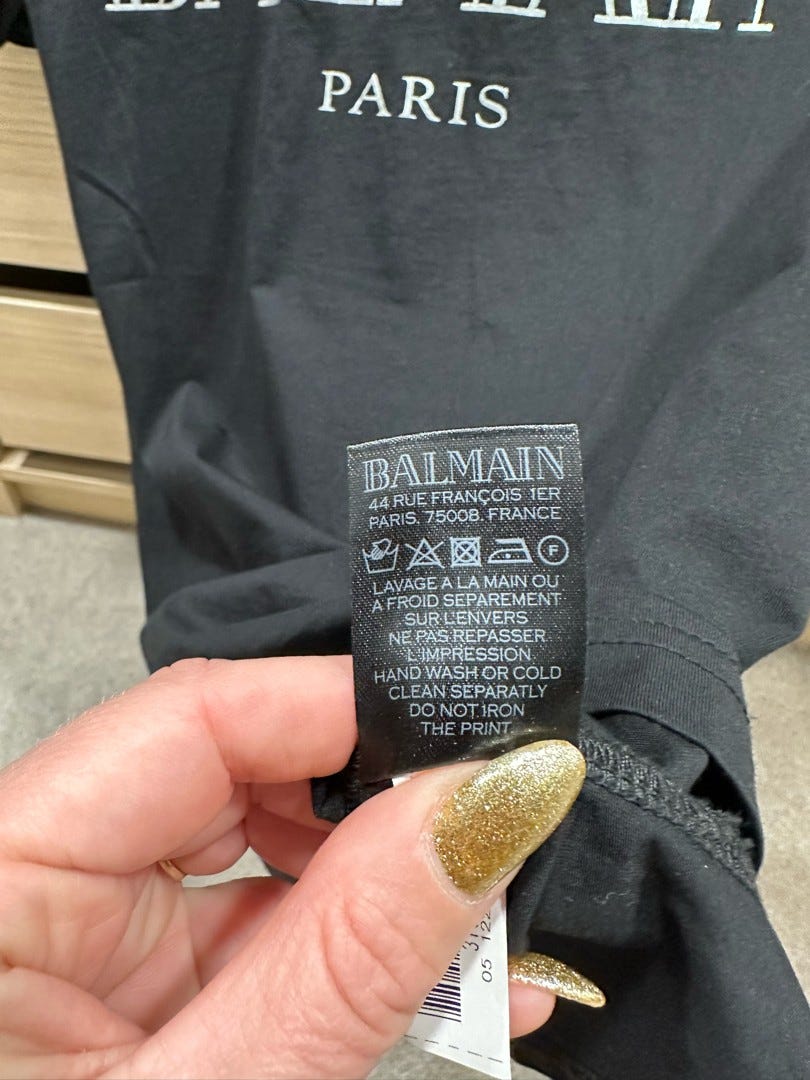 BALMAIN
PARIS
BALMAIN
44 RUE FRANÇOIS 1ER
PARIS. 75008. FRANCE
F
LAVAGE A LA MAIN OU
A FROID SEPAREMENT
SUR L'ENVERS
NE PAS REPASSER
L'IMPRESSION.
HAND WASH OR COLD
CLEAN SEPARATLY
DO NOT IRON
THE PRINT.